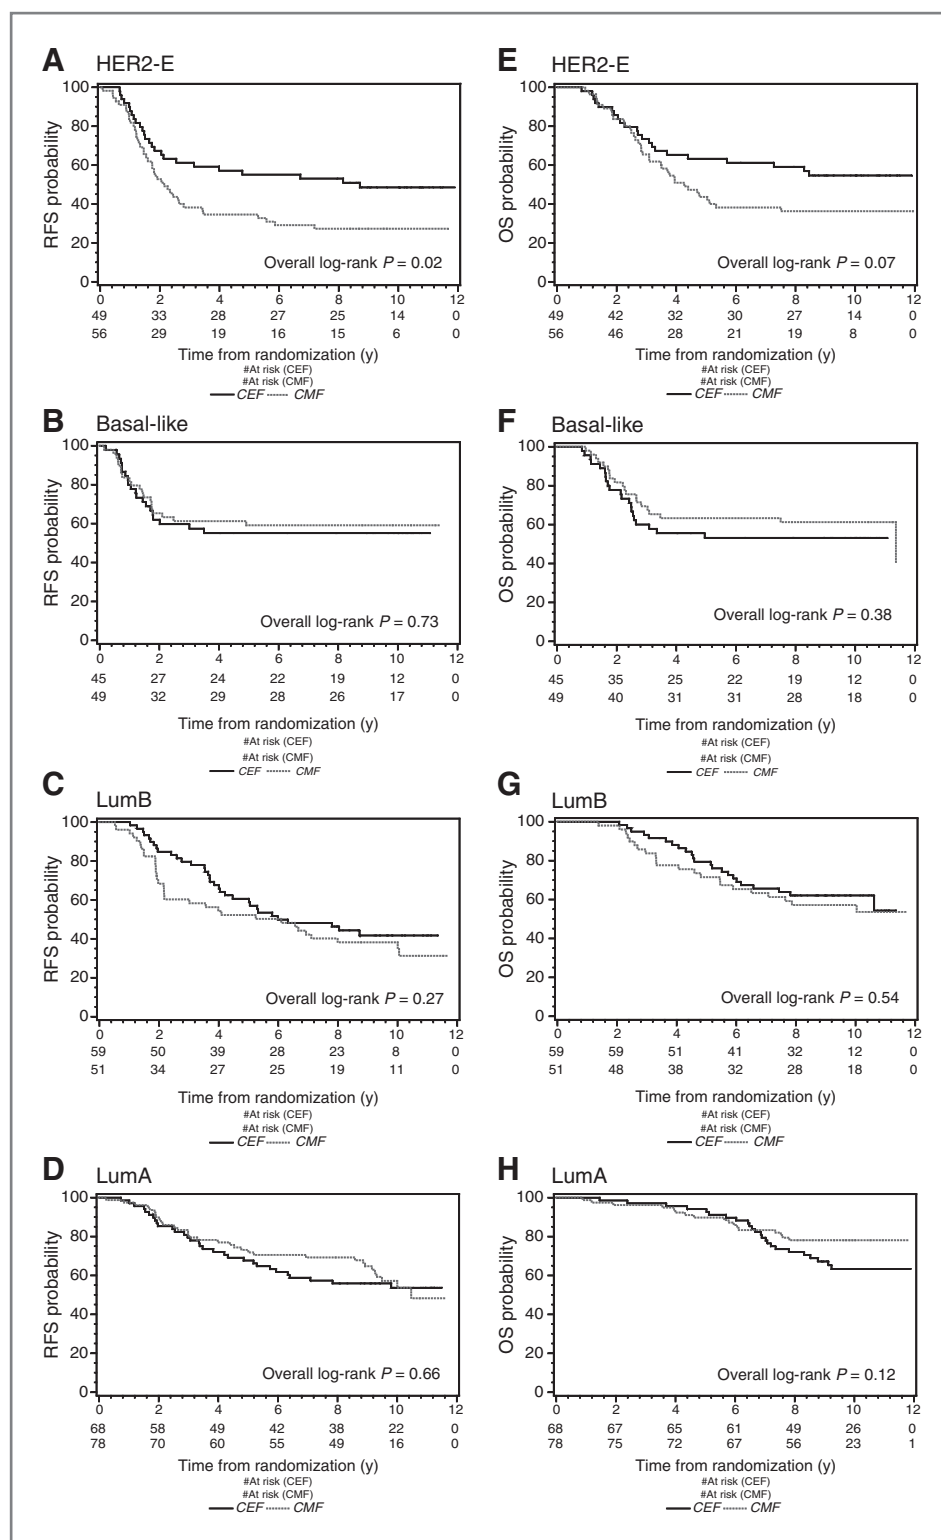 A HER2-E
RFS probability
100
80
60
40
20
0
Overall log-rank P = 0.02
0 2 4 6 8 10 12
49 33 28 27 25 14 0
56 29 19 16 15 6 0
Time from randomization (y)
#At risk (CEF)
#At risk (CMF)
CEF CMF
E HER2-E
OS probability
100
80
60
40
20
0
Overall log-rank P = 0.07
0 2 4 6 8 10 12
49 42 32 30 27 14 0
56 46 28 21 19 8 0
Time from randomization (y)
#At risk (CEF)
#At risk (CMF)
CEF CMF
B Basal-like
RFS probability
100
80
60
40
20
0
Overall log-rank P = 0.73
0 2 4 6 8 10 12
45 27 24 22 19 12 0
49 32 29 28 26 17 0
Time from randomization (y)
#At risk (CEF)
#At risk (CMF)
CEF CMF
F Basal-like
OS probability
100
80
60
40
20
0
Overall log-rank P = 0.38
0 2 4 6 8 10 12
45 35 25 22 19 12 0
49 40 31 31 28 18 0
Time from randomization (y)
#At risk (CEF)
#At risk (CMF)
CEF CMF
C LumB
RFS probability
100
80
60
40
20
0
Overall log-rank P = 0.27
0 2 4 6 8 10 12
59 50 39 28 23 8 0
51 34 27 25 19 11 0
Time from randomization (y)
#At risk (CEF)
#At risk (CMF)
CEF CMF
G LumB
OS probability
100
80
60
40
20
0
Overall log-rank P = 0.54
0 2 4 6 8 10 12
59 59 51 41 32 12 0
51 48 38 32 28 18 0
Time from randomization (y)
#At risk (CEF)
#At risk (CMF)
CEF CMF
D LumA
RFS probability
100
80
60
40
20
0
Overall log-rank P = 0.66
0 2 4 6 8 10 12
68 58 49 42 38 22 0
78 70 60 55 49 16 0
Time from randomization (y)
#At risk (CEF)
#At risk (CMF)
CEF CMF
H LumA
OS probability
100
80
60
40
20
0
Overall log-rank P = 0.12
0 2 4 6 8 10 12
68 67 65 61 49 26 0
78 75 72 67 56 23 1
Time from randomization (y)
#At risk (CEF)
#At risk (CMF)
CEF CMF